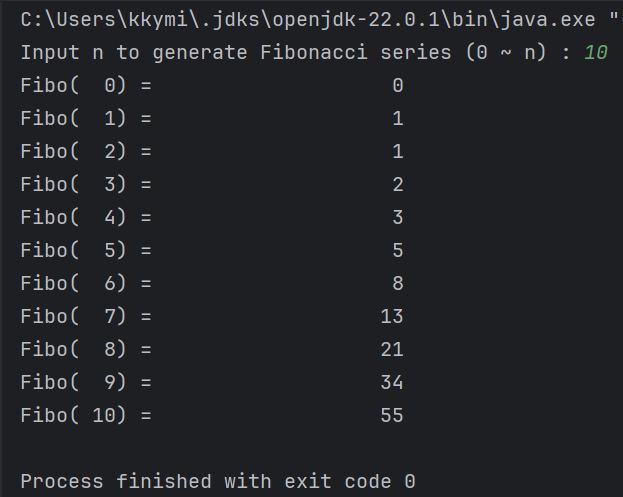 C:\Users\kkymi\.jdks\openjdk-22.0.1\bin\java.exe "
Input n to generate Fibonacci series (0 ~ n) : 10
Fibo(  0) =                    0
Fibo(  1) =                    1
Fibo(  2) =                    1
Fibo(  3) =                    2
Fibo(  4) =                    3
Fibo(  5) =                    5
Fibo(  6) =                    8
Fibo(  7) =                   13
Fibo(  8) =                   21
Fibo(  9) =                   34
Fibo( 10) =                   55
Process finished with exit code 0